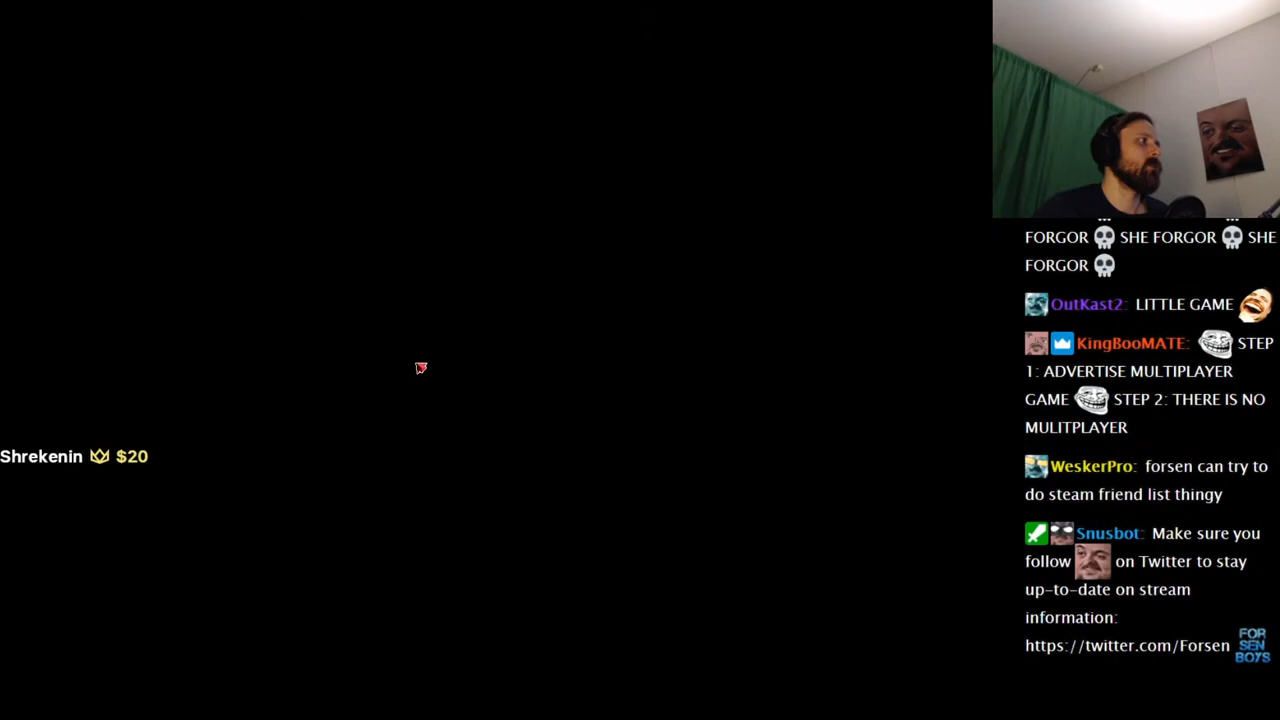 FORGOR SHE FORGOR SHE
FORGOR
OutKast2: LITTLE GAME
KingBooMATE: STEP
1: ADVERTISE MULTIPLAYER
GAME STEP 2: THERE IS NO
MULITPLAYER
Shrekenin $20
WeskerPro: forsen can try to
do steam friend list thingy
Snusbot: Make sure you
follow on Twitter to stay
up-to-date on stream
information:
https://twitter.com/Forsen FOR
SEN
BOYS